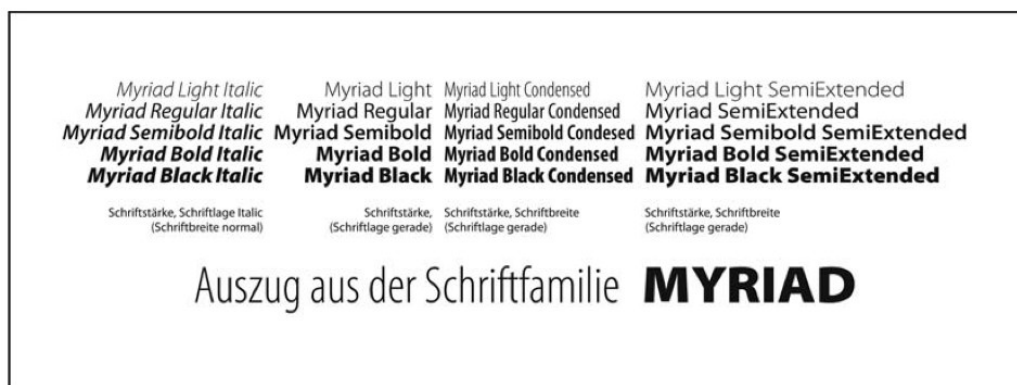 Myriad Light Italic
Myriad Regular Italic
Myriad Semibold Italic
Myriad Bold Italic
Myriad Black Italic
Schriftstärke, Schriftlage Italic
(Schriftbreite normal)
Myriad Light
Myriad Regular
Myriad Semibold
Myriad Bold
Myriad Black
Schriftstärke,
(Schriftlage gerade)
Myriad Light Condensed
Myriad Regular Condensed
Myriad Semibold Condesed
Myriad Bold Condensed
Myriad Black Condensed
Schriftstärke, Schriftbreite
(Schriftlage gerade)
Myriad Light SemiExtended
Myriad SemiExtended
Myriad Semibold SemiExtended
Myriad Bold SemiExtended
Myriad Black SemiExtended
Schriftstärke, Schriftbreite
(Schriftlage gerade)
Auszug aus der Schriftfamilie MYRIAD